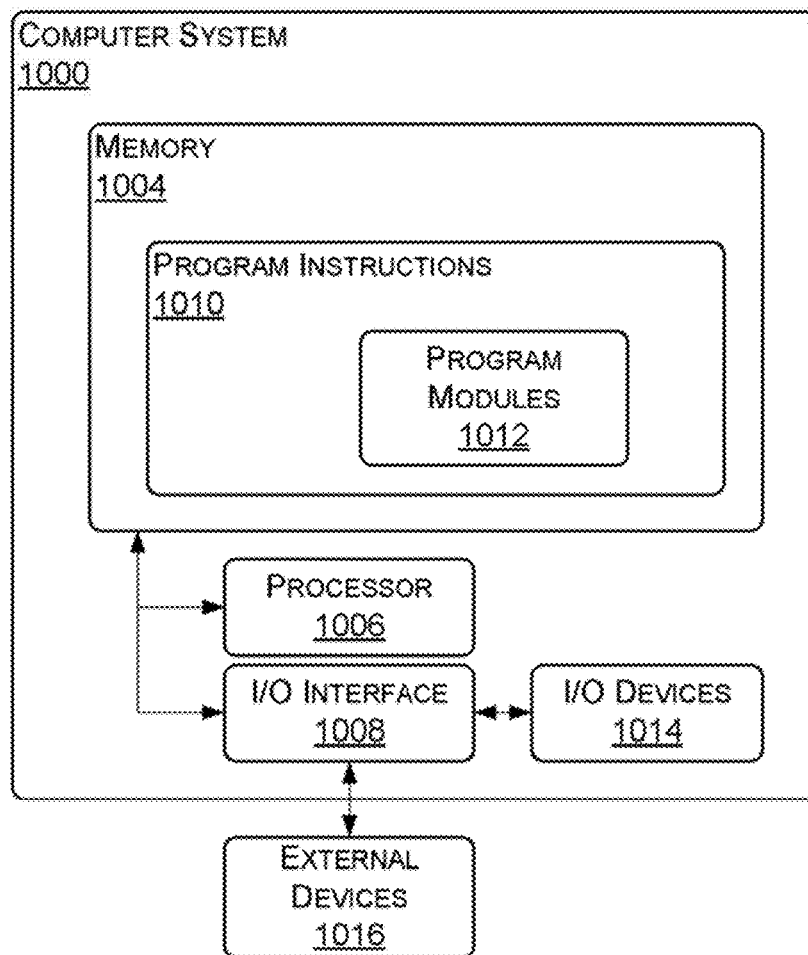 COMPUTER SYSTEM
1000
MEMORY
1004
PROGRAM INSTRUCTIONS
1010
PROGRAM
MODULES
1012
PROCESSOR
1006
I/O INTERFACE
1008
I/O DEVICES
1014
EXTERNAL
DEVICES
1016